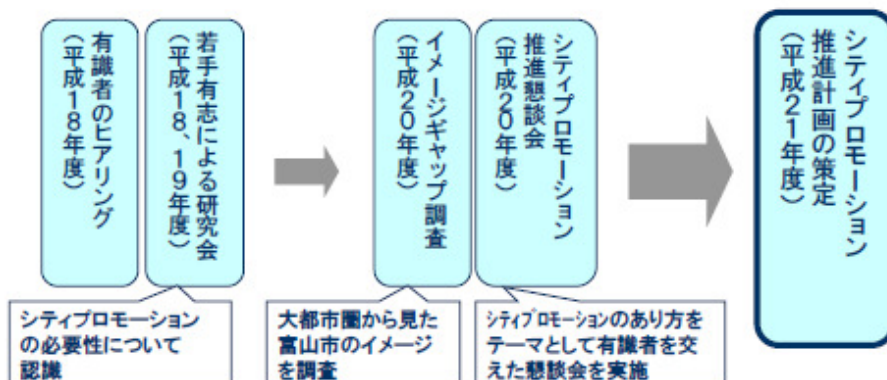 有識者のヒアリング
（平成18年度）
若手有志による研究会
（平成18、19年度）
イメージギャップ調査
（平成20年度）
シティプロモーション
推進懇談会
（平成20年度）
シティプロモーション
推進計画の策定
（平成21年度）
シティプロモーション
の必要性について
認識
大都市圏から見た
富山市のイメージ
を調査
ｼﾃｨﾌﾟﾛﾓｰｼｮﾝのあり方を
テーマとして有識者を交
えた懇談会を実施